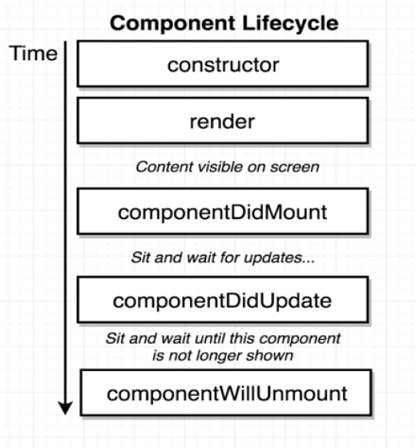 Component Lifecycle
Time
constructor
render
Content visible on screen
componentDidMount
Sit and wait for updates...
componentDidUpdate
Sit and wait until this component
is not longer shown
componentWillUnmount